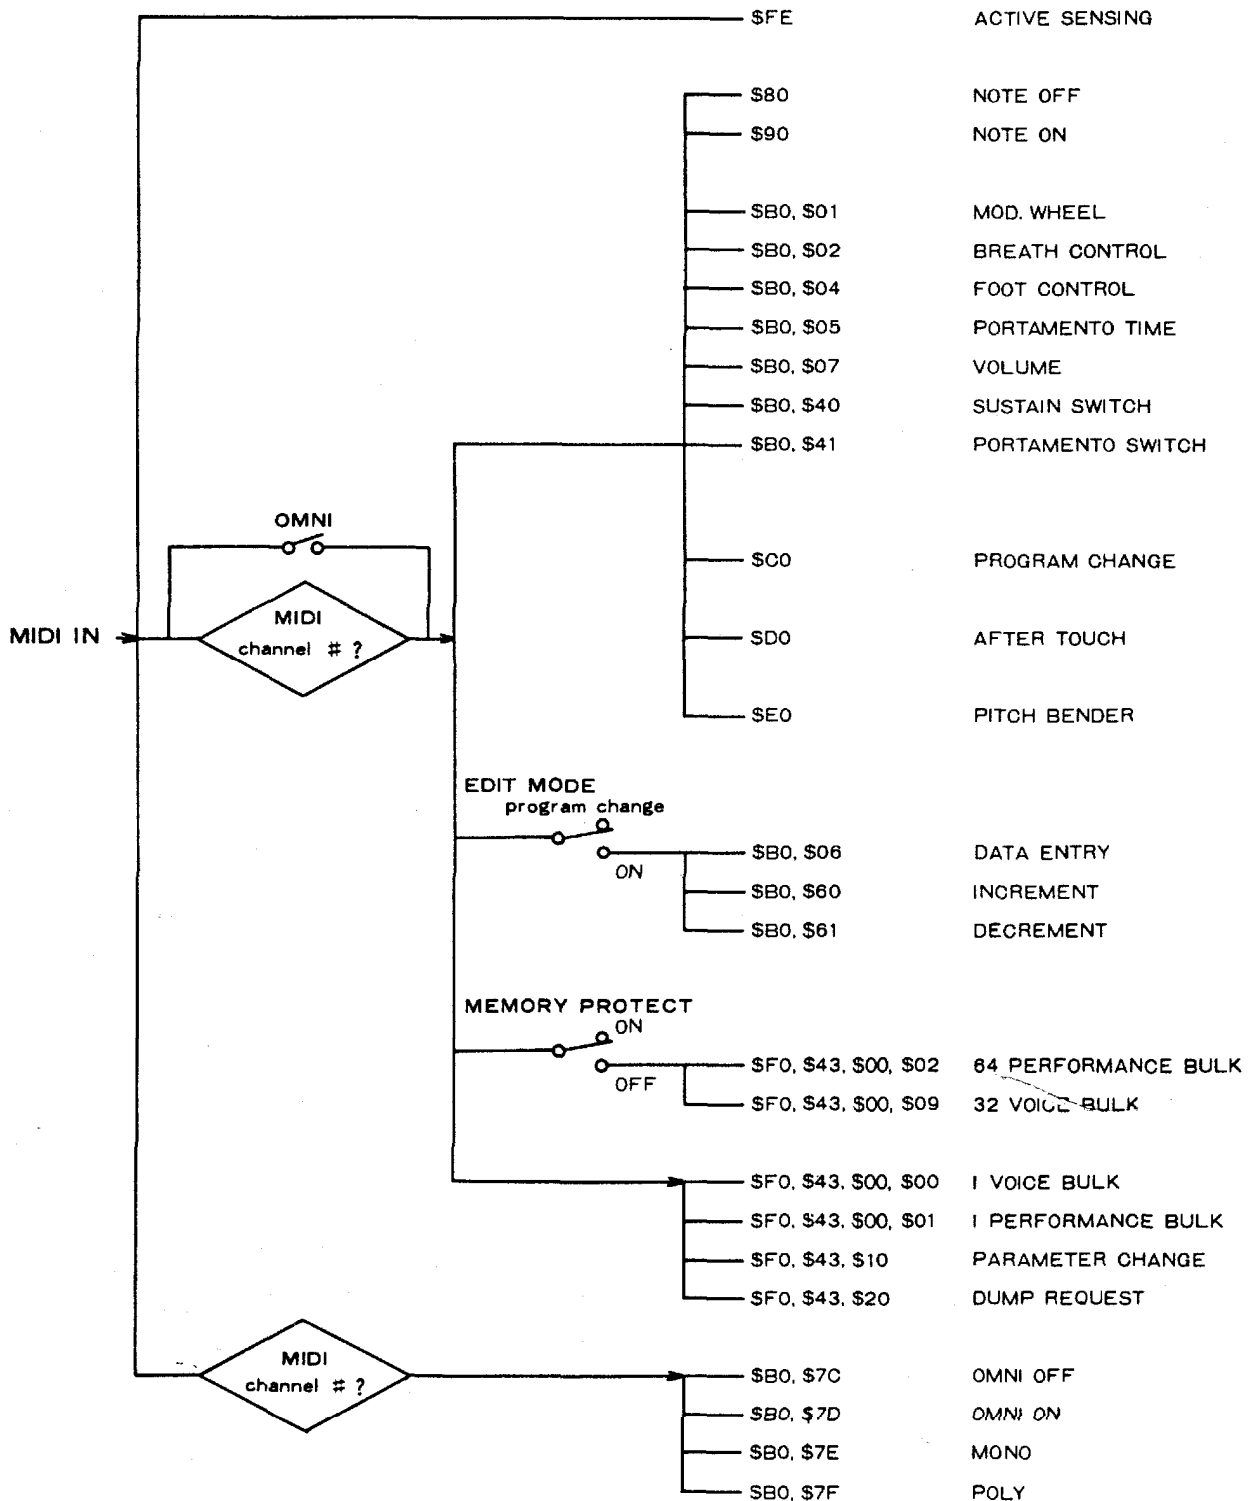 $FE ACTIVE SENSING
$80 NOTE OFF
$90 NOTE ON
$B0, $01 MOD. WHEEL
$B0, $02 BREATH CONTROL
$B0, $04 FOOT CONTROL
$B0, $05 PORTAMENTO TIME
$B0, $07 VOLUME
$B0, $40 SUSTAIN SWITCH
$B0, $41 PORTAMENTO SWITCH
OMNI
$C0 PROGRAM CHANGE
MIDI
MIDI IN
channel # ?
$D0 AFTER TOUCH
$E0 PITCH BENDER
EDIT MODE
program change
ON
$B0, $06 DATA ENTRY
$B0, $60 INCREMENT
$B0, $61 DECREMENT
MEMORY PROTECT
ON
OFF
$F0, $43, $00, $02 64 PERFORMANCE BULK
$F0, $43, $00, $09 32 VOICE BULK
$F0, $43, $00, $00 1 VOICE BULK
$F0, $43, $00, $01 1 PERFORMANCE BULK
$F0, $43, $10 PARAMETER CHANGE
$F0, $43, $20 DUMP REQUEST
MIDI
channel # ?
$B0, $7C OMNI OFF
$B0, $7D OMNI ON
$B0, $7E MONO
$B0, $7F POLY